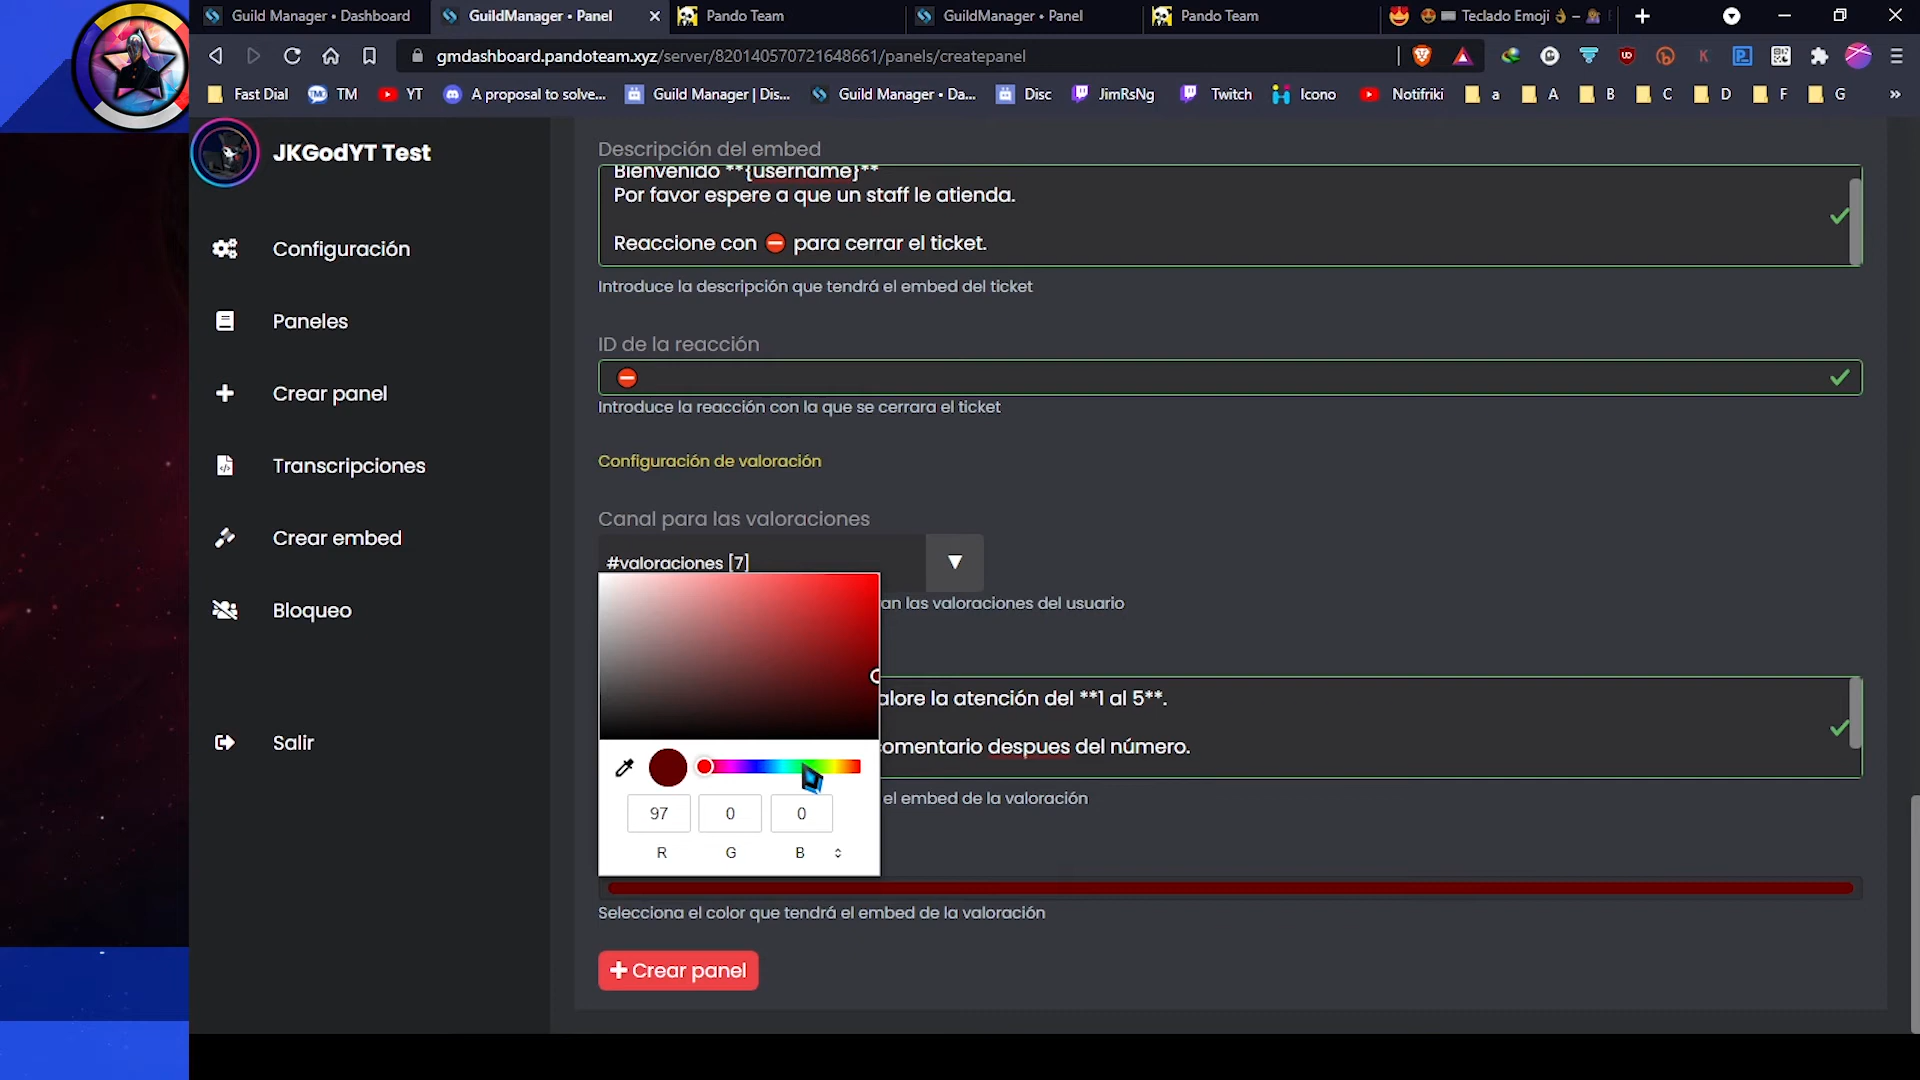 Guild Manager • Dashboard
GuildManager • Panel
Pando Team
GuildManager • Panel
Pando Team
Teclado Emoji
gmdashboard.pandoteam.xyz/server/820140570721648661/panels/createpanel
Fast Dial
TM
YT
A proposal to solve...
Guild Manager | Dis...
Guild Manager • Da...
Disc
JimRsNg
Twitch
Icono
Notifriki
a
A
B
C
D
F
G
JKGodYT Test
Configuración
Paneles
Crear panel
Transcripciones
Crear embed
Bloqueo
Salir
Descripción del embed
Bienvenido **{username}**
Por favor espere a que un staff le atienda.
Reaccione con ⛔ para cerrar el ticket.
Introduce la descripción que tendrá el embed del ticket
ID de la reacción
⛔
Introduce la reacción con la que se cerrara el ticket
Configuración de valoración
Canal para las valoraciones
#valoraciones [7]
an las valoraciones del usuario
alore la atención del **1 al 5**.
comentario despues del número.
el embed de la valoración
97 0 0
R G B
Selecciona el color que tendrá el embed de la valoración
+ Crear panel